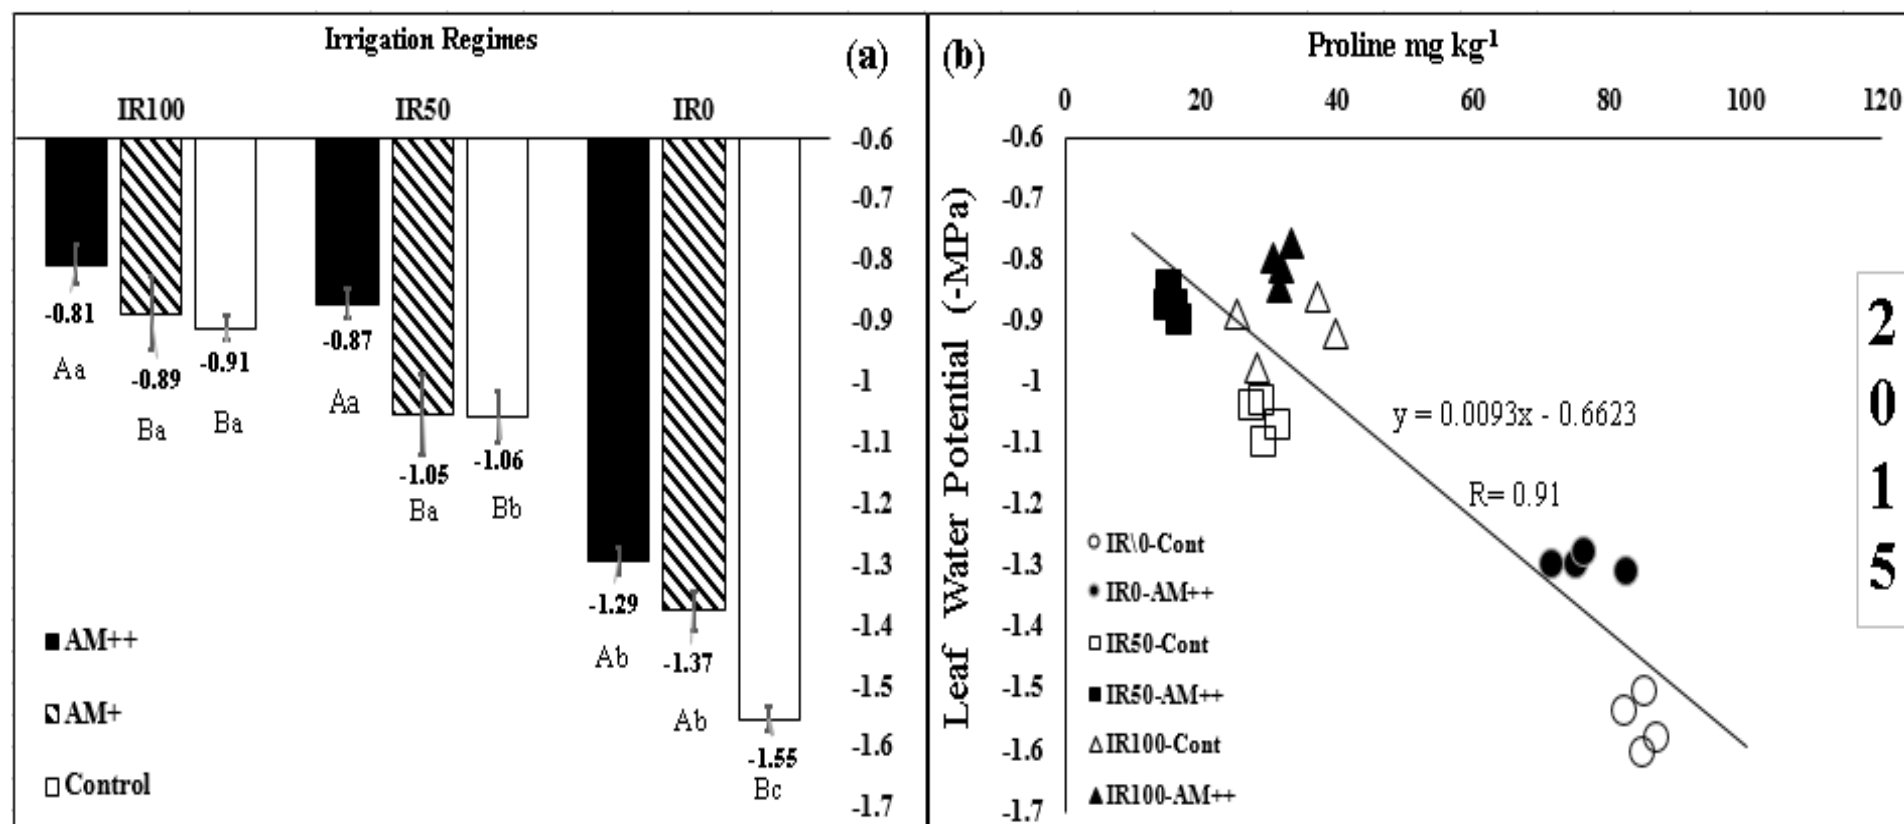 Irrigation Regimes
(a)
IR100 IR50 IR0
-0.6
-0.7
-0.8
-0.9
-1
-1.1
-1.2
-1.3
-1.4
-1.5
-1.6
-1.7
-0.81
Aa
-0.89
Ba
-0.91
Ba
-0.87
Aa
-1.05
Ba
-1.06
Bb
-1.29
Ab
-1.37
Ab
-1.55
Bc
AM++
AM+
Control
(b)
Proline mg kg-1
0 20 40 60 80 100 120
Leaf Water Potential (-MPa)
-0.6
-0.7
-0.8
-0.9
-1
-1.1
-1.2
-1.3
-1.4
-1.5
-1.6
-1.7
y = 0.0093x - 0.6623
R= 0.91
IR\0-Cont
IR0-AM++
IR50-Cont
IR50-AM++
IR100-Cont
IR100-AM++
2
0
1
5